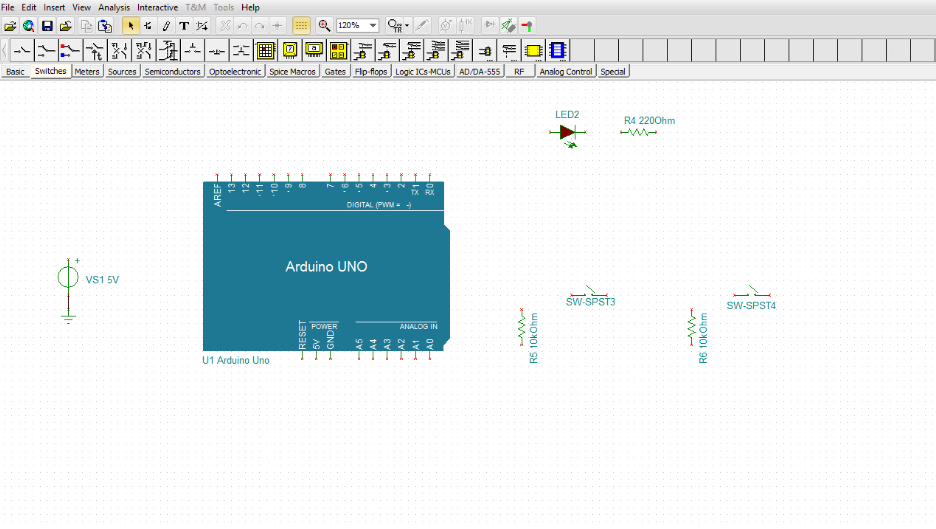 File Edit Insert View Analysis Interactive T&M Tools Help
120%
Basic Switches Meters Sources Semiconductors Optoelectronic Spice Macros Gates Flip-flops Logic ICs-MCUs AD/DA-555 RF Analog Control Special
LED2
R4 220Ohm
AREF 13 12 11 10 9 8 7 6 5 4 3 2 1 0
TX RX
DIGITAL (PWM = -)
Arduino UNO
+
VS1 5V
SW-SPST3
SW-SPST4
R5 10kOhm
R6 10kOhm
POWER
ANALOG IN
RESET 5V GND A5 A4 A3 A2 A1 A0
U1 Arduino Uno